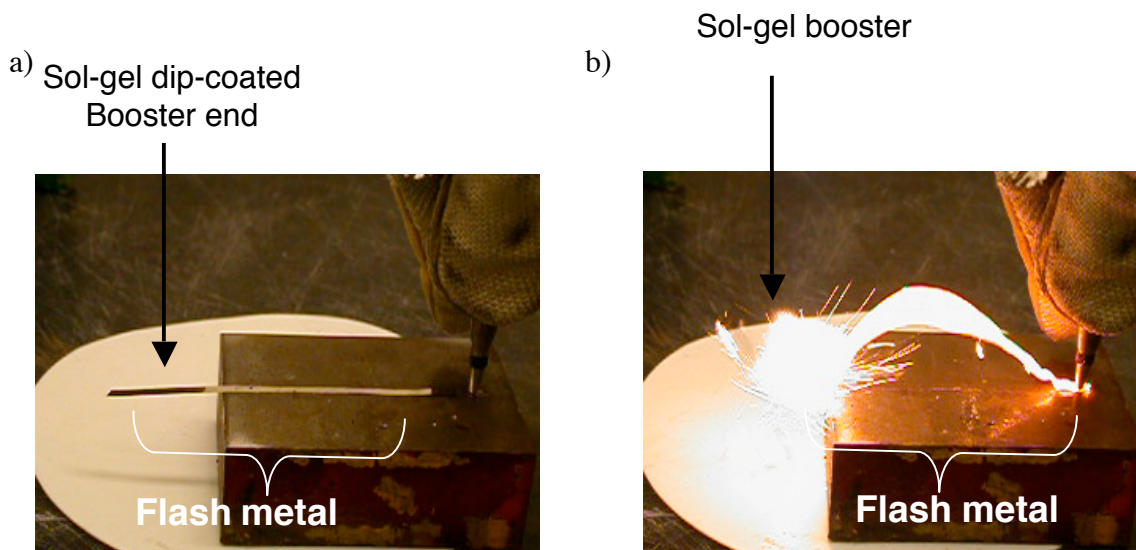 a)
Sol-gel dip-coated
Booster end
Flash metal
b)
Sol-gel booster
Flash metal